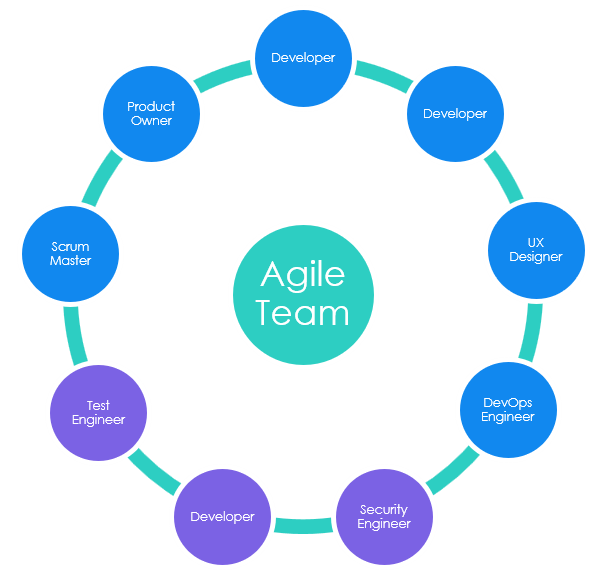 Developer
Developer
Product
Owner
UX
Designer
Scrum
Master
Agile
Team
DevOps
Engineer
Test
Engineer
Developer
Security
Engineer